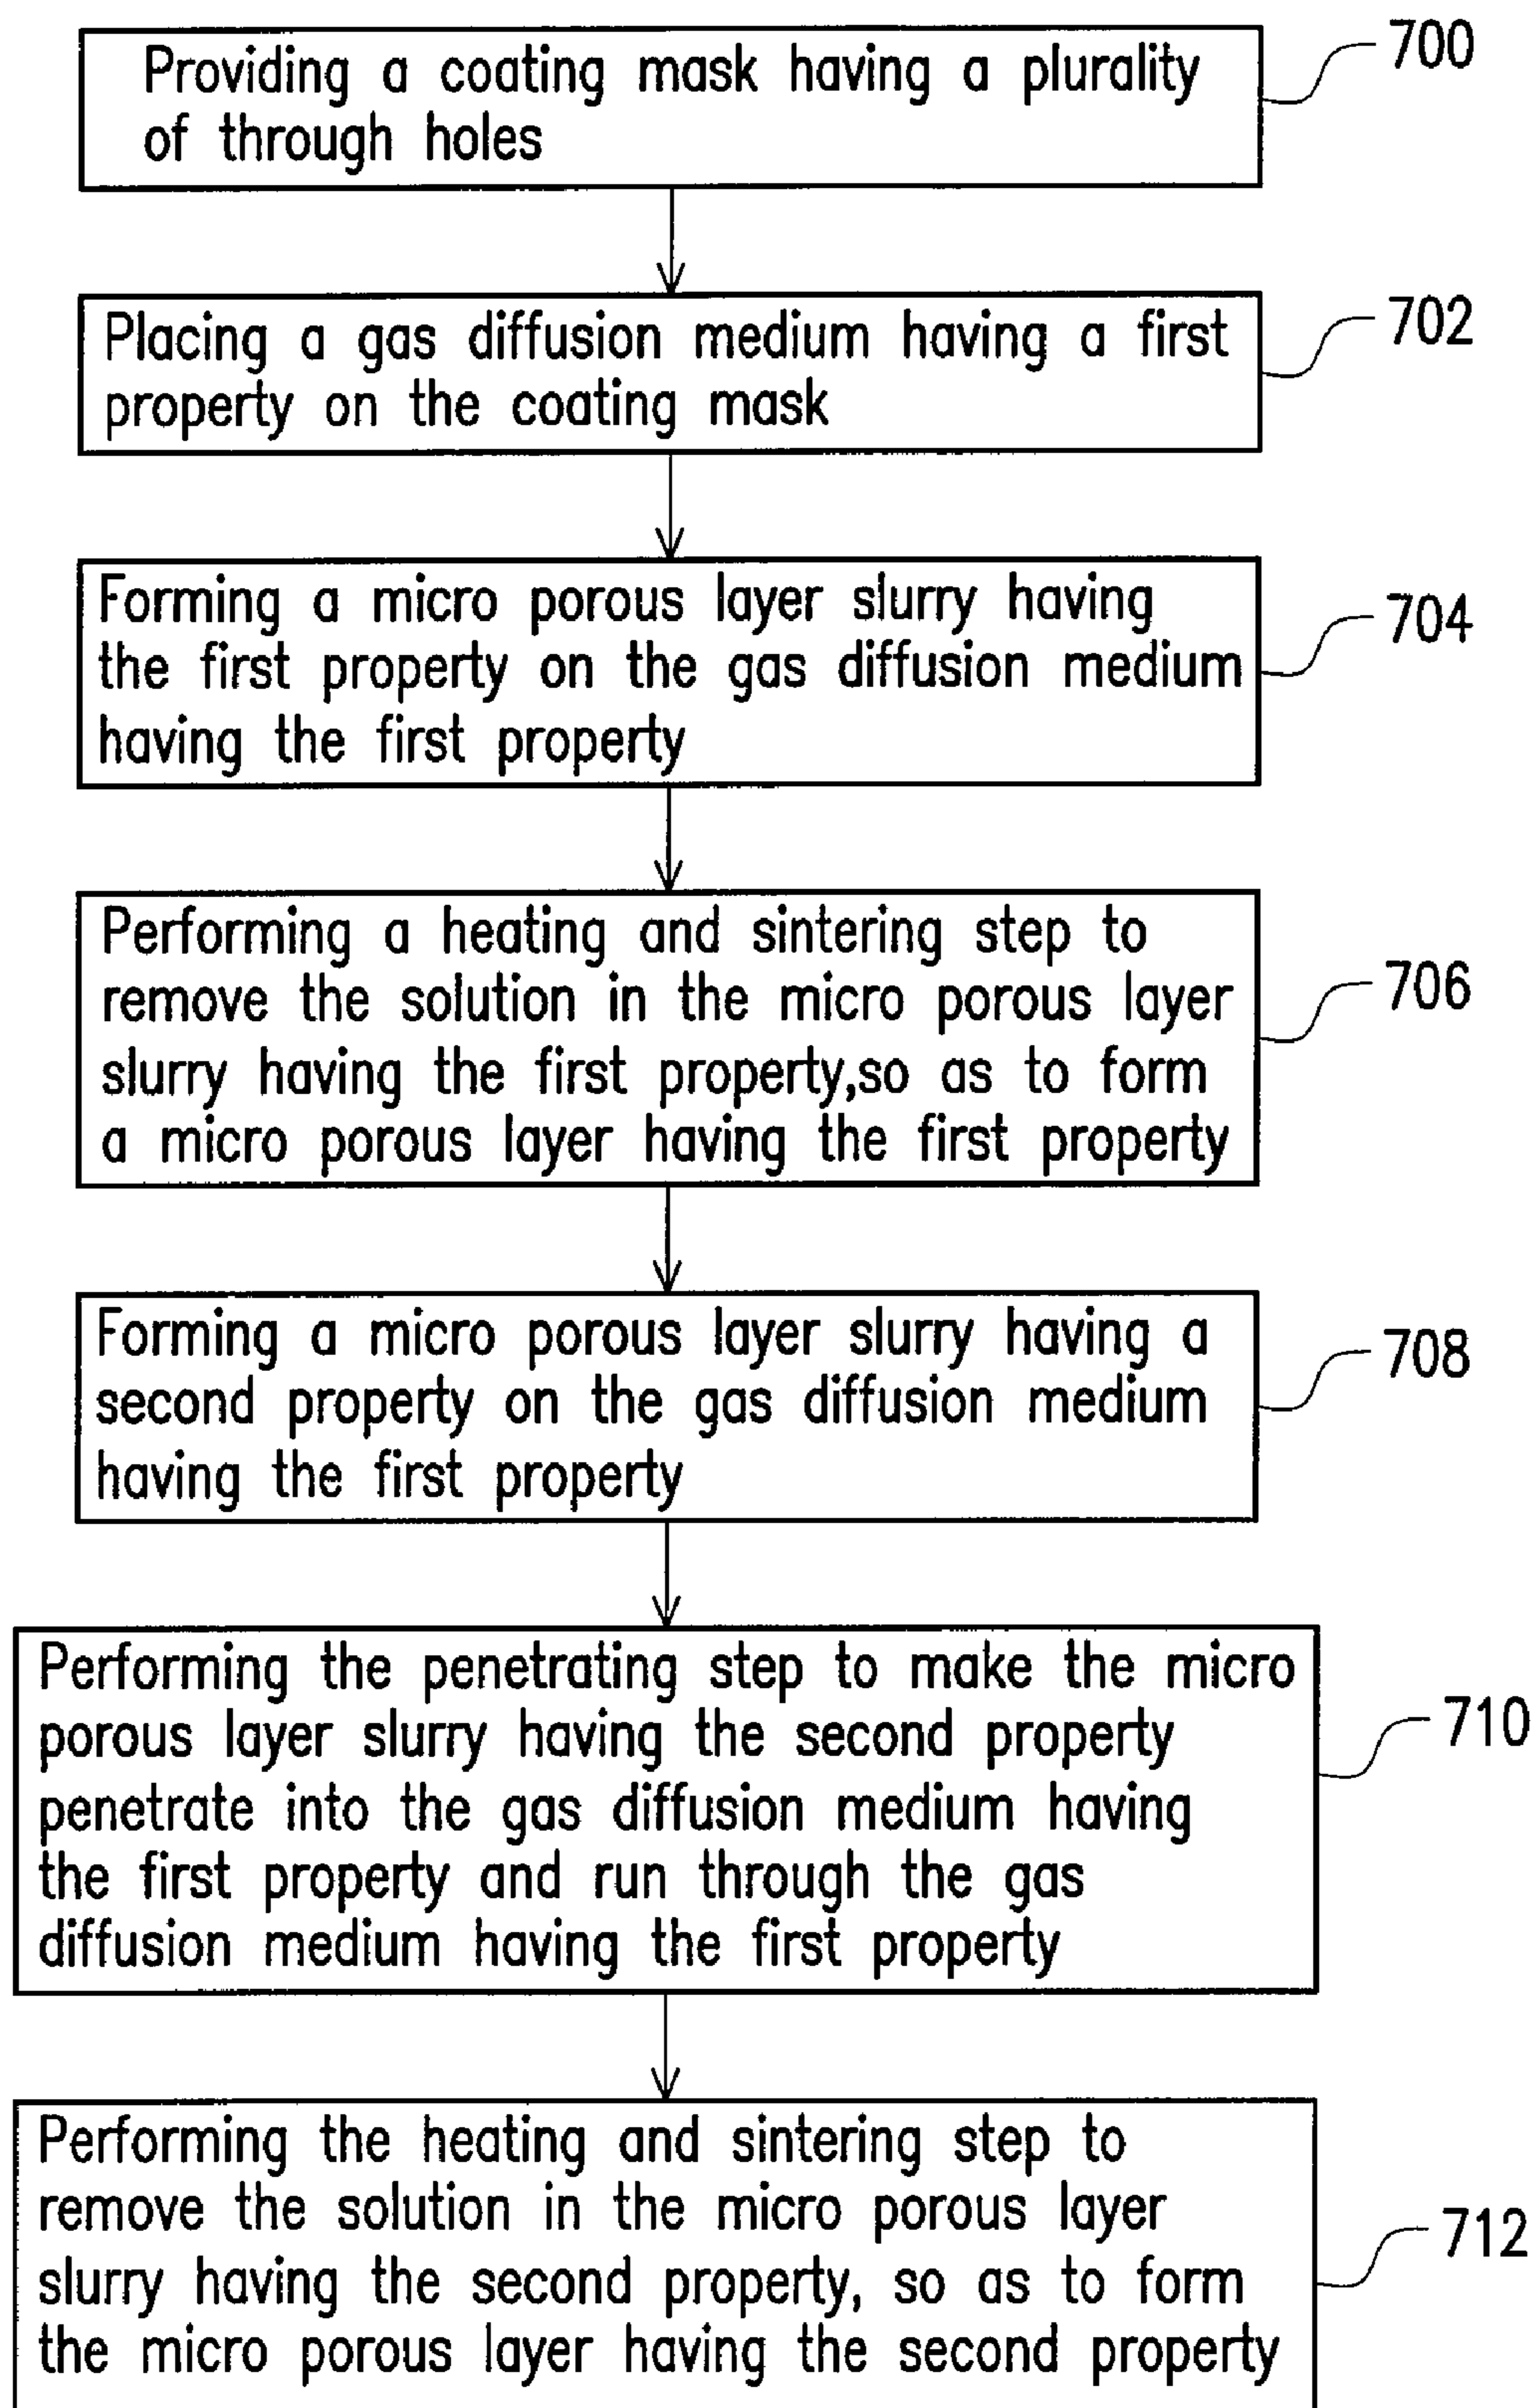 Providing a coating mask having a plurality
of through holes
700
Placing a gas diffusion medium having a first
property on the coating mask
702
Forming a micro porous layer slurry having
the first property on the gas diffusion medium
having the first property
704
Performing a heating and sintering step to
remove the solution in the micro porous layer
slurry having the first property,so as to form
a micro porous layer having the first property
706
Forming a micro porous layer slurry having a
second property on the gas diffusion medium
having the first property
708
Performing the penetrating step to make the micro
porous layer slurry having the second property
penetrate into the gas diffusion medium having
the first property and run through the gas
diffusion medium having the first property
710
Performing the heating and sintering step to
remove the solution in the micro porous layer
slurry having the second property, so as to form
the micro porous layer having the second property
712